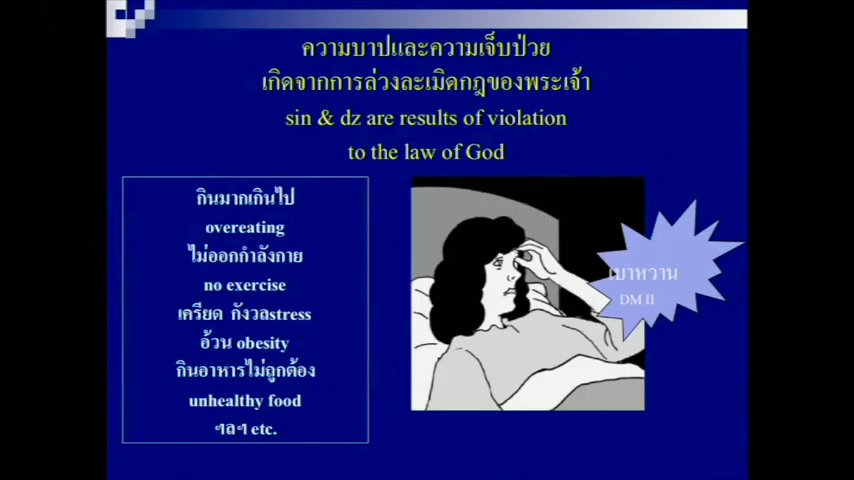 ความบาปและความเจ็บป่วย
เกิดจากการล่วงละเมิดกฎของพระเจ้า
sin & dz are results of violation
to the law of God
กินมากเกินไป
overeating
ไม่ออกกำลังกาย
no exercise
เครียด กังวลstress
อ้วน obesity
กินอาหารไม่ถูกต้อง
unhealthy food
ฯลฯ etc.
เบาหวาน
DM II